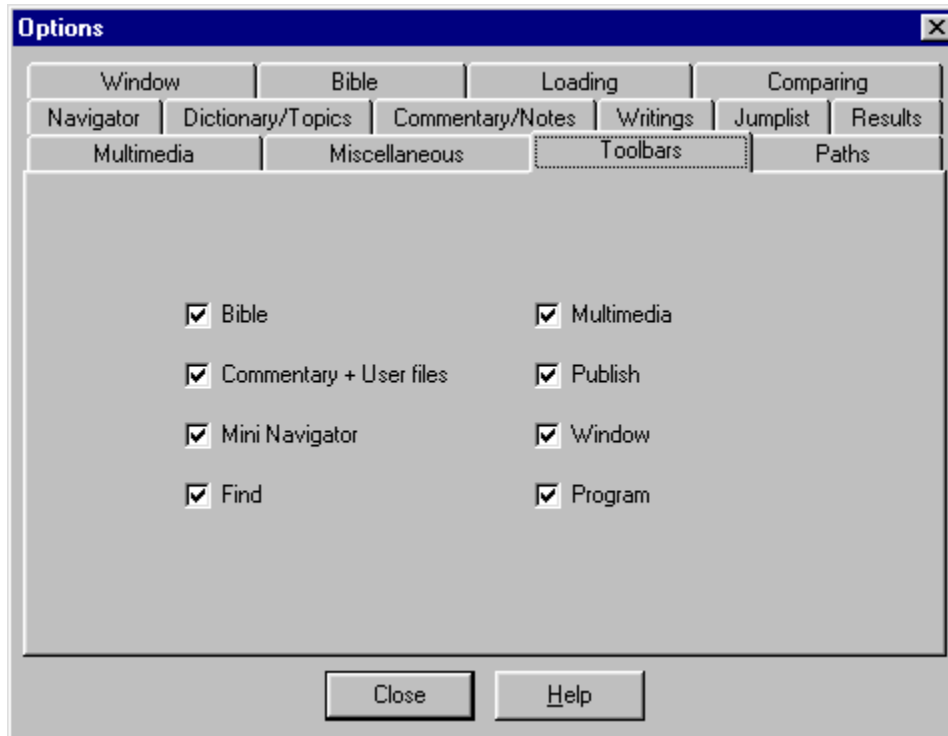 Options
Window Bible Loading Comparing
Navigator Dictionary/Topics Commentary/Notes Writings Jumplist Results
Multimedia Miscellaneous Toolbars Paths
Bible Multimedia
Commentary + User files Publish
Mini Navigator Window
Find Program
Close Help